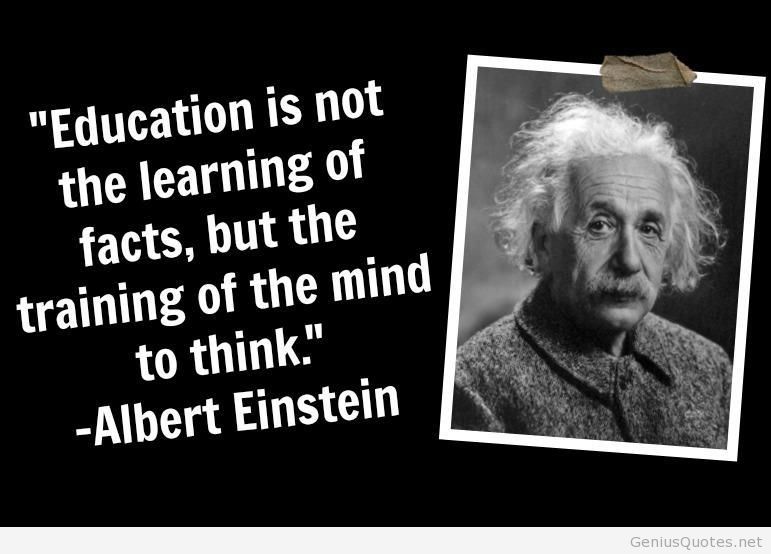 "Education is not
the learning of
facts, but the
training of the mind
to think."
-Albert Einstein
GeniusQuotes.net